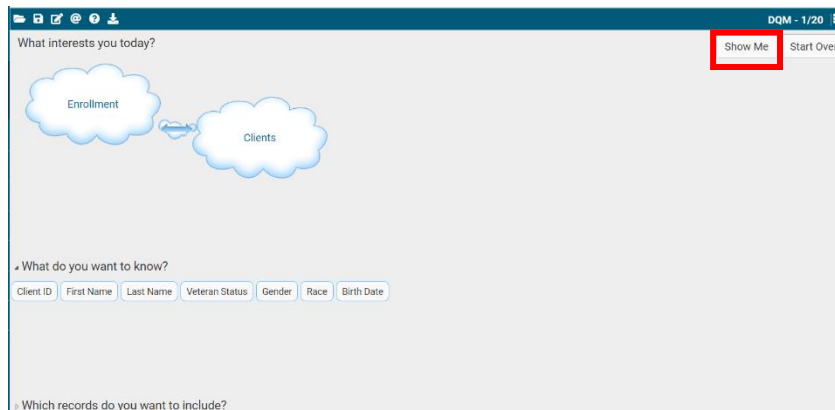 DQM - 1/20
What interests you today?
Show Me
Start Over
Enrollment
Clients
What do you want to know?
Client ID
First Name
Last Name
Veteran Status
Gender
Race
Birth Date
Which records do you want to include?